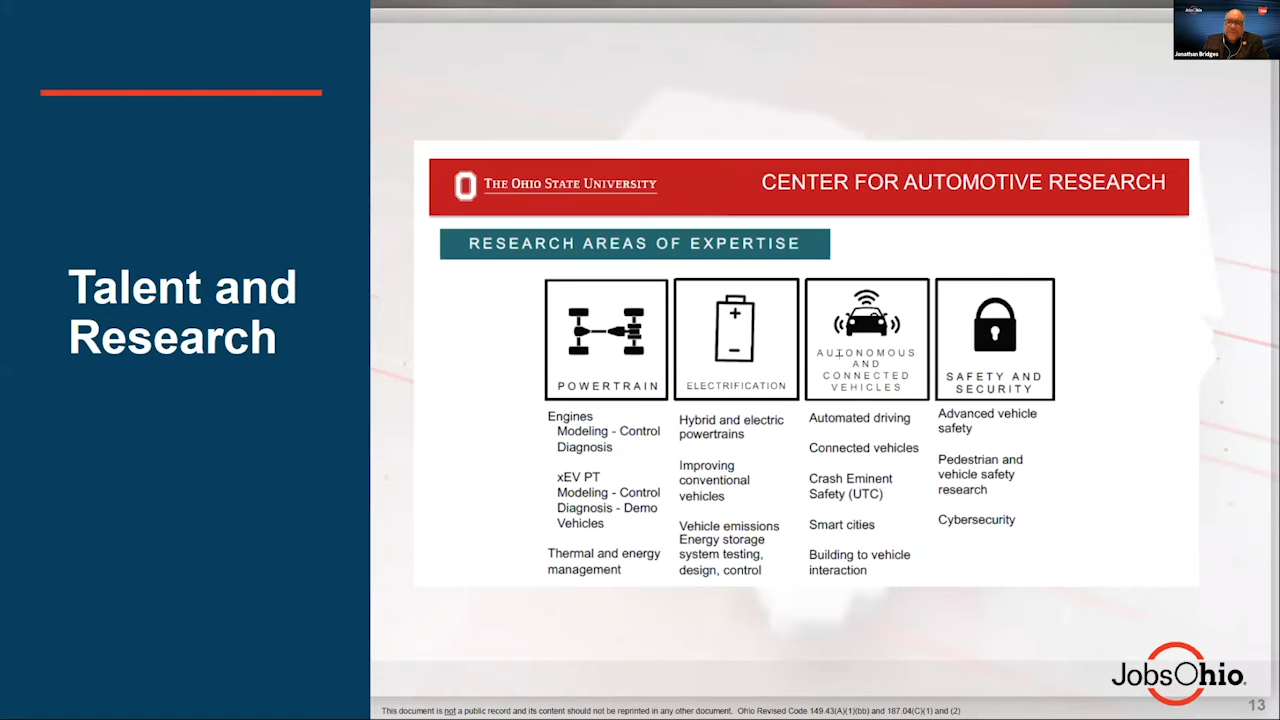 Talent and
Research
JobsOhio
Jonathan Bridges
THE OHIO STATE UNIVERSITY
CENTER FOR AUTOMOTIVE RESEARCH
RESEARCH AREAS OF EXPERTISE
POWERTRAIN
Engines
Modeling - Control
Diagnosis
xEV PT
Modeling - Control
Diagnosis - Demo
Vehicles
Thermal and energy
management
ELECTRIFICATION
Hybrid and electric
powertrains
Improving
conventional
vehicles
Vehicle emissions
Energy storage
system testing,
design, control
AUTONOMOUS
AND
CONNECTED
VEHICLES
Automated driving
Connected vehicles
Crash Eminent
Safety (UTC)
Smart cities
Building to vehicle
interaction
SAFETY AND
SECURITY
Advanced vehicle
safety
Pedestrian and
vehicle safety
research
Cybersecurity
JobsOhio
This document is not a public record and its content should not be reprinted in any other document. Ohio Revised Code 149.43(A)(1)(bb) and 187.04(C)(1) and (2)
13